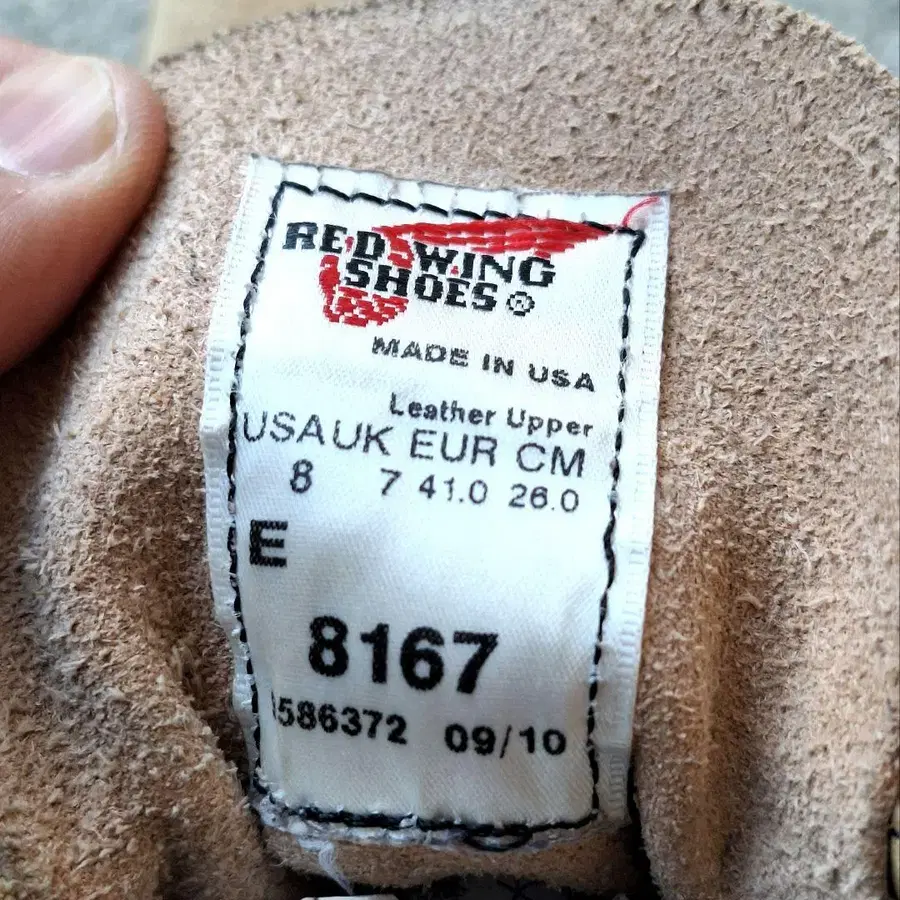 RED WING
SHOES®
MADE IN USA
Leather Upper
USA UK EUR CM
8 7 41.0 26.0
E
8167
586372 09/10